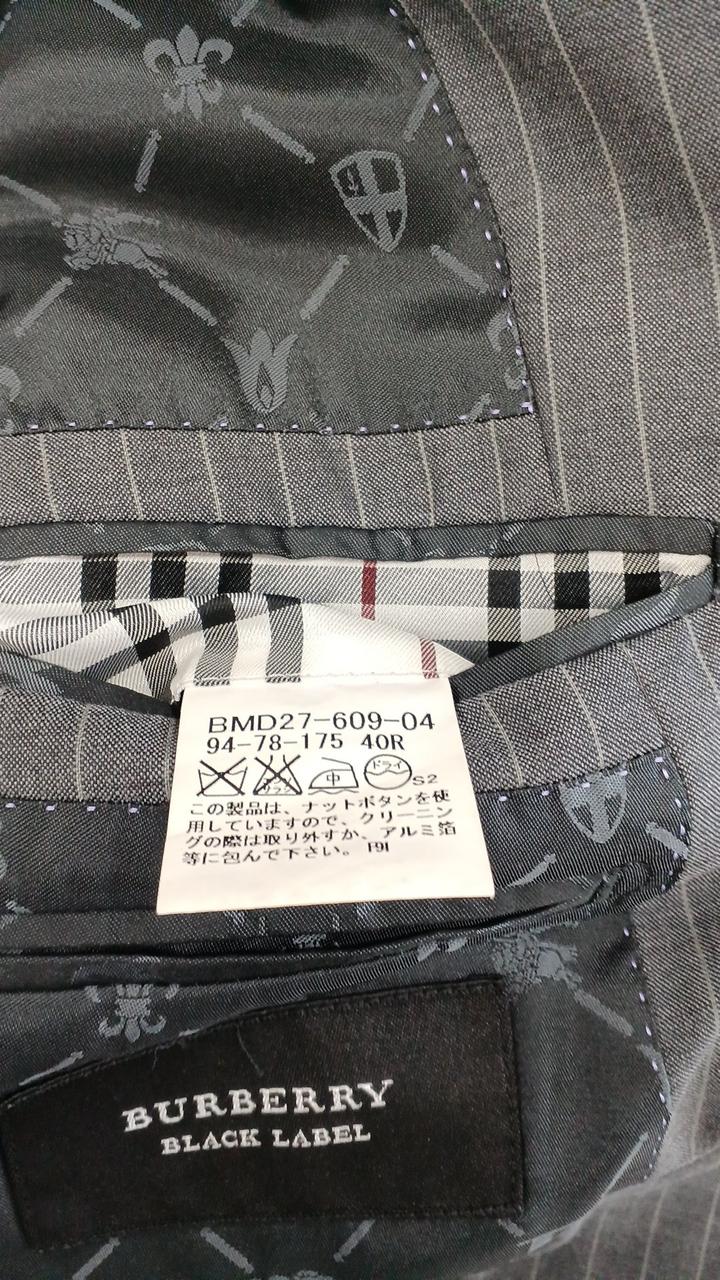 BMD27-609-04
94-78-175 40R
ドライ
S2
この製品は、ナットボタンを使
用していますので、クリーニン
グの際は取り外すか、アルミ箔
等に包んで下さい。 F91
中
BURBERRY
BLACK LABEL